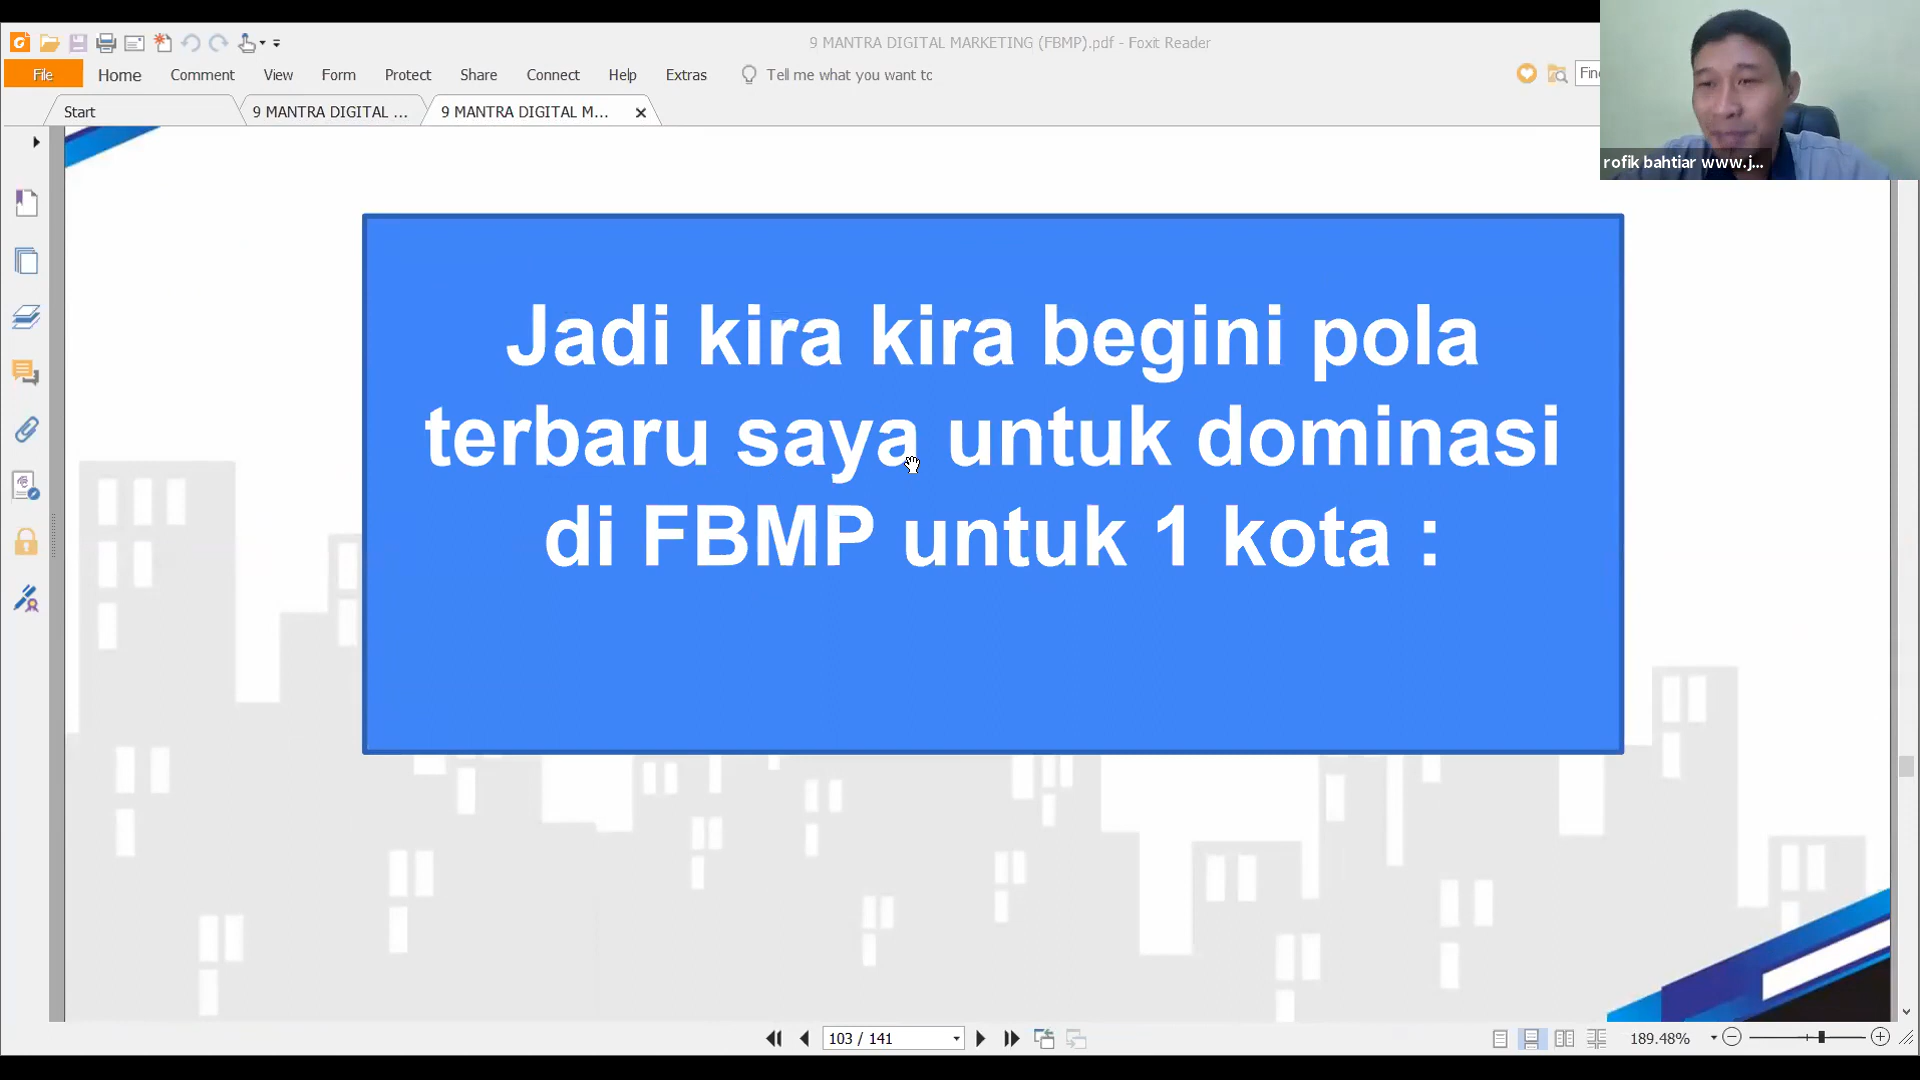 9 MANTRA DIGITAL MARKETING (FBMP).pdf - Foxit Reader
File Home Comment View Form Protect Share Connect Help Extras Tell me what you want to
Start 9 MANTRA DIGITAL ... 9 MANTRA DIGITAL M...
rofik bahtiar www.j...
Jadi kira kira begini pola
terbaru saya untuk dominasi
di FBMP untuk 1 kota :
103 / 141
189.48%